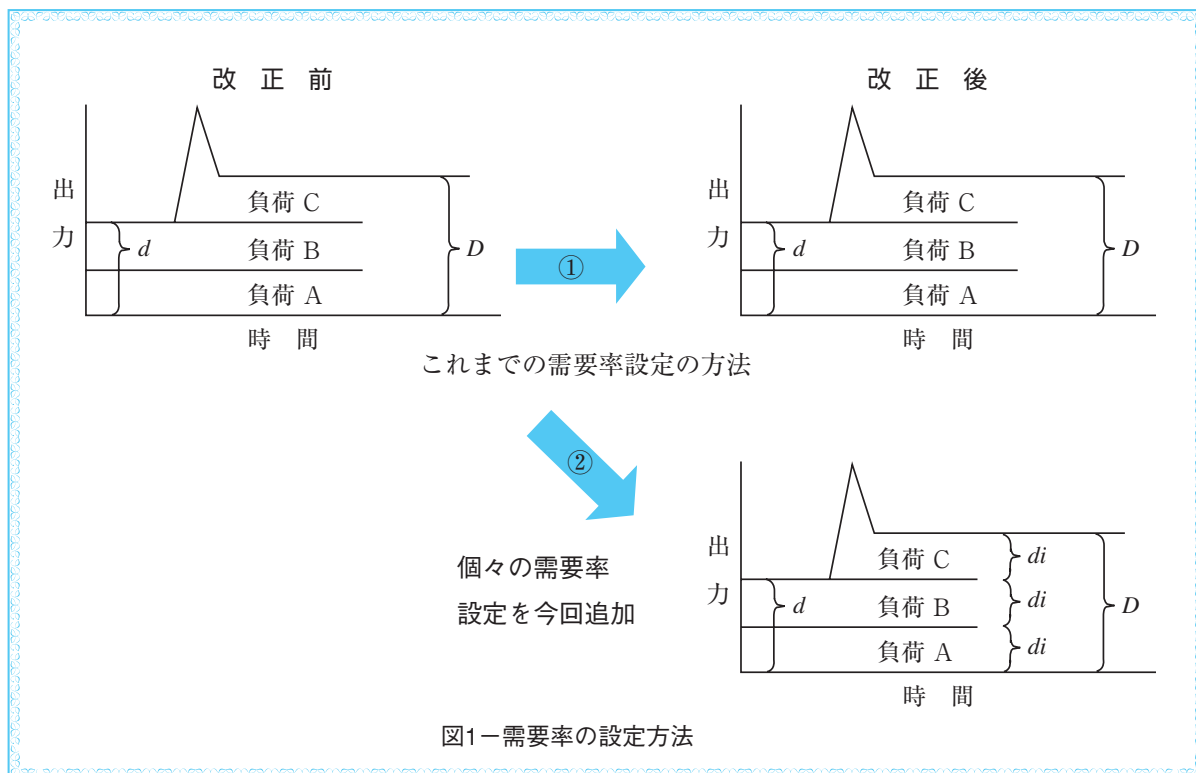 改 正 前
出
力
負荷 C
負荷 B
負荷 A
d
D
時 間
①
改 正 後
出
力
負荷 C
負荷 B
負荷 A
d
D
時 間
これまでの需要率設定の方法
②
個々の需要率
設定を今回追加
出
力
負荷 C
負荷 B
負荷 A
d
di
di
di
D
時 間
図1－需要率の設定方法